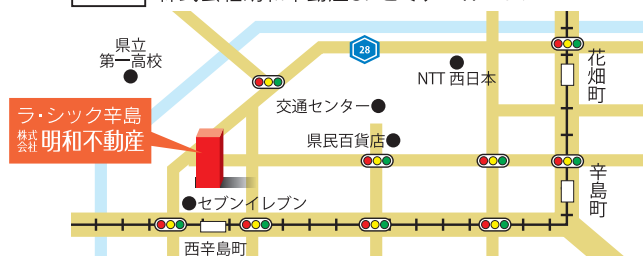 県立
第一高校
28
NTT 西日本
花畑町
交通センター
ラ・シック辛島
株式会社 明和不動産
県民百貨店
辛島町
セブンイレブン
西辛島町